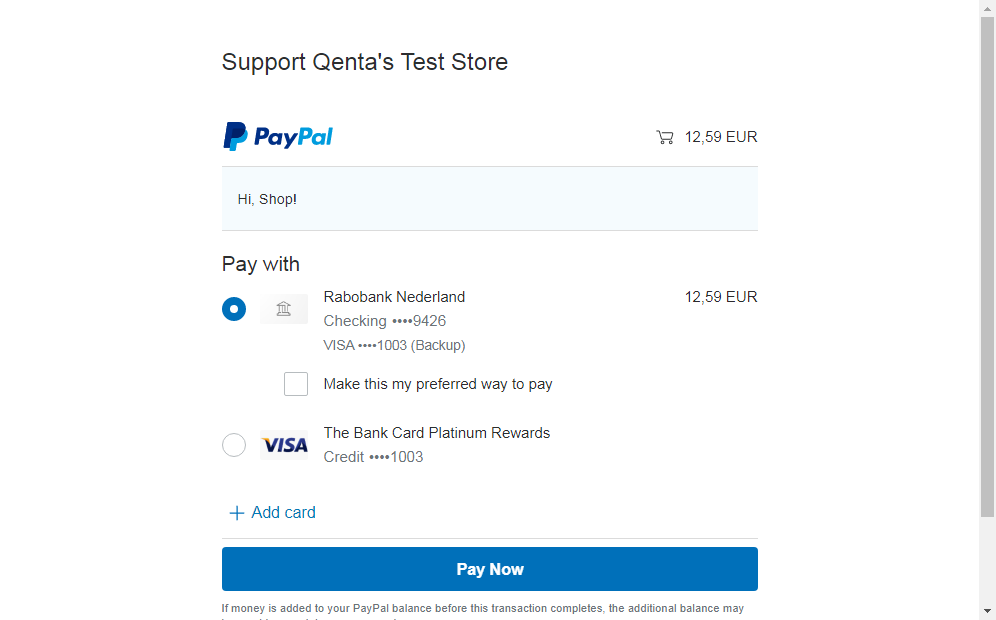 Support Qenta's Test Store
PayPal
12,59 EUR
Hi, Shop!
Pay with
Rabobank Nederland
12,59 EUR
Checking ••••9426
VISA ••••1003 (Backup)
Make this my preferred way to pay
VISA
The Bank Card Platinum Rewards
Credit ••••1003
+ Add card
Pay Now
If money is added to your PayPal balance before this transaction completes, the additional balance may